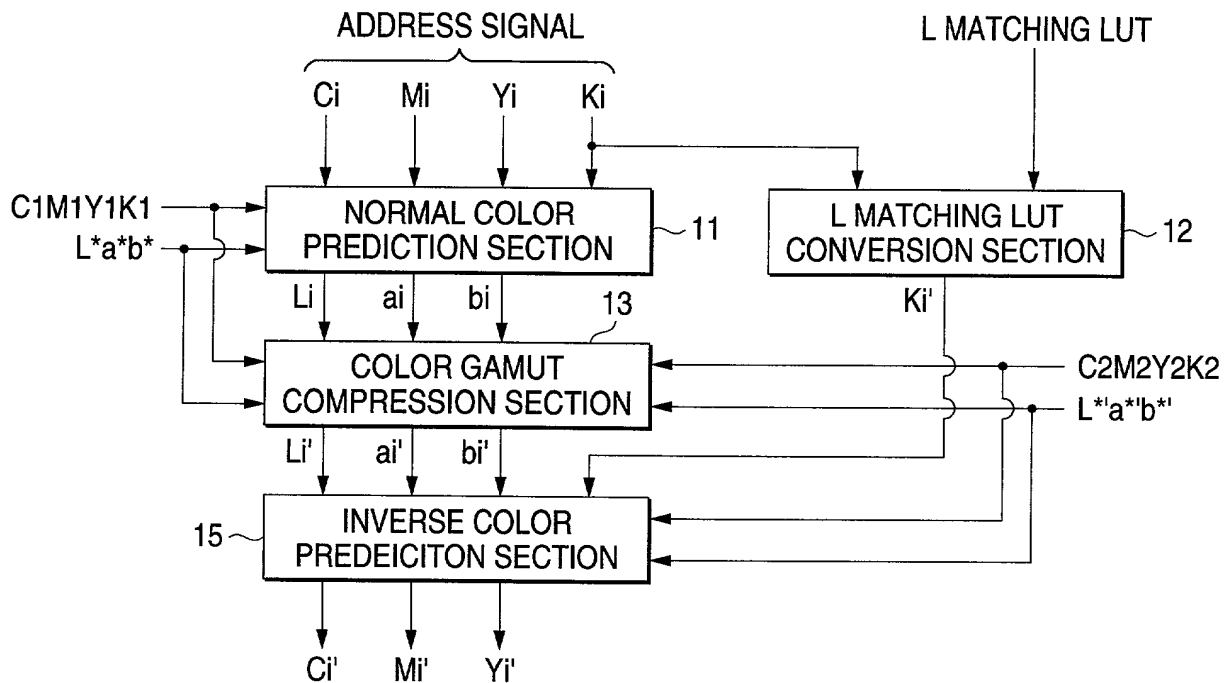 ADDRESS SIGNAL
L MATCHING LUT
Ci Mi Yi Ki
C1M1Y1K1
L*a*b*
NORMAL COLOR
PREDICTION SECTION
11
L MATCHING LUT
CONVERSION SECTION
12
Li ai bi
Ki'
13
COLOR GAMUT
COMPRESSION SECTION
C2M2Y2K2
L*'a*'b*'
Li' ai' bi'
15
INVERSE COLOR
PREDEICITON SECTION
Ci' Mi' Yi'